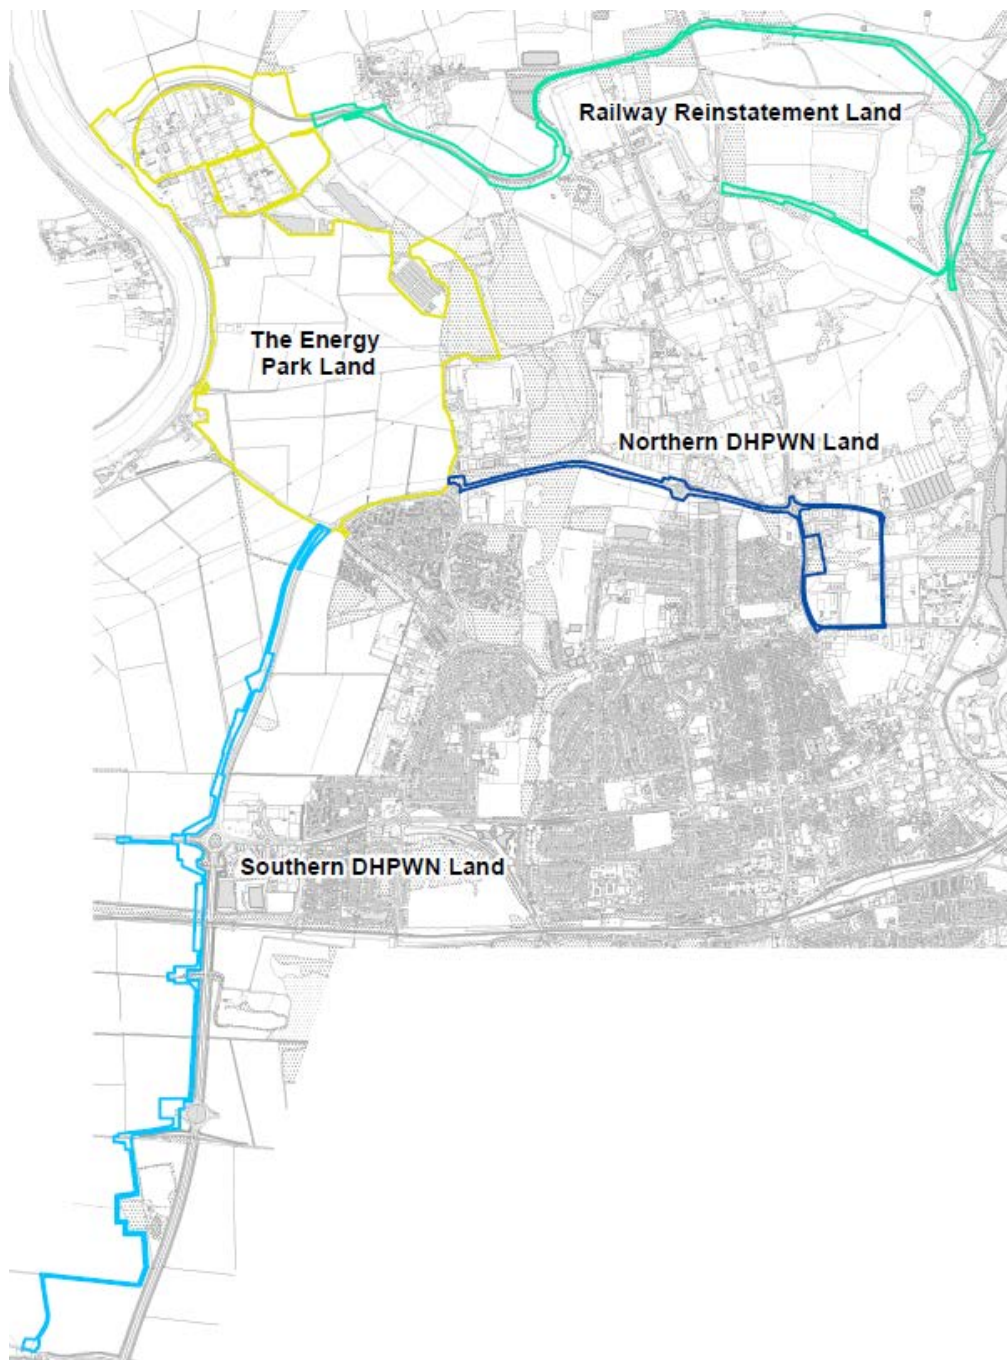 Railway Reinstatement Land
The Energy
Park Land
Northern DHPWN Land
Southern DHPWN Land